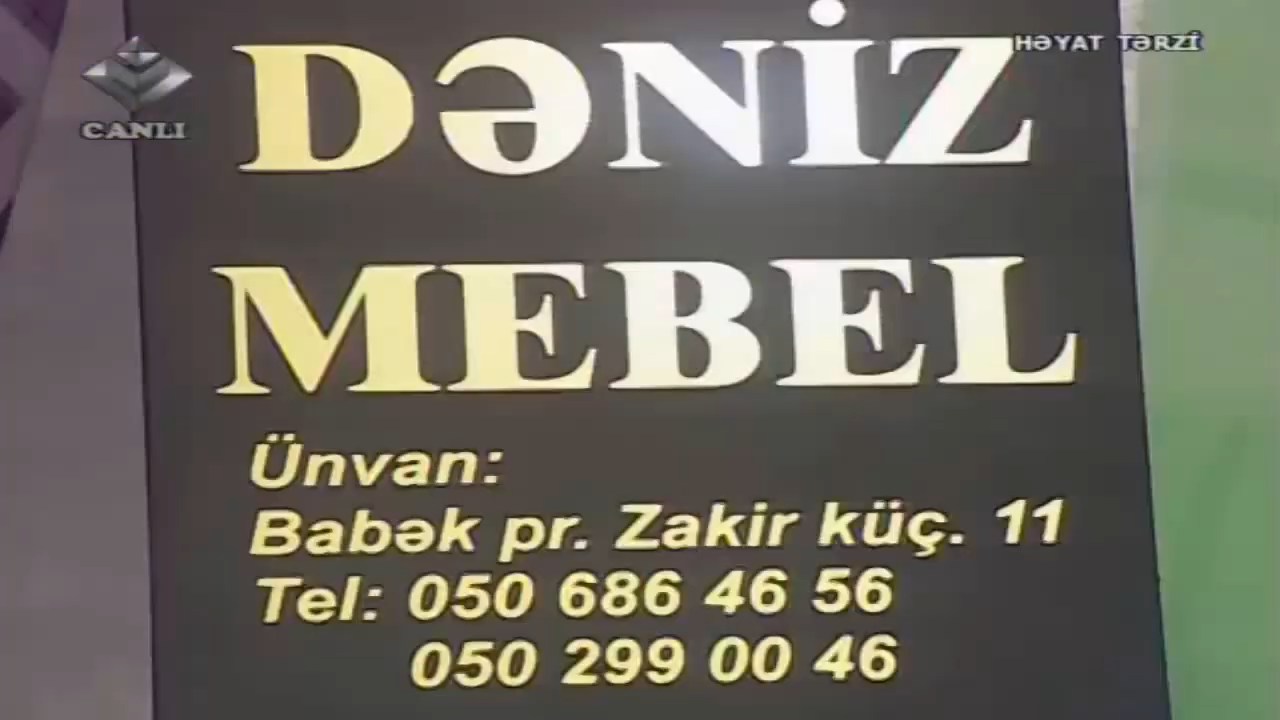 HƏYAT TƏRZİ
CANLI
DƏNİZ
MEBEL
Ünvan:
Babək pr. Zakir küç. 11
Tel: 050 686 46 56
050 299 00 46